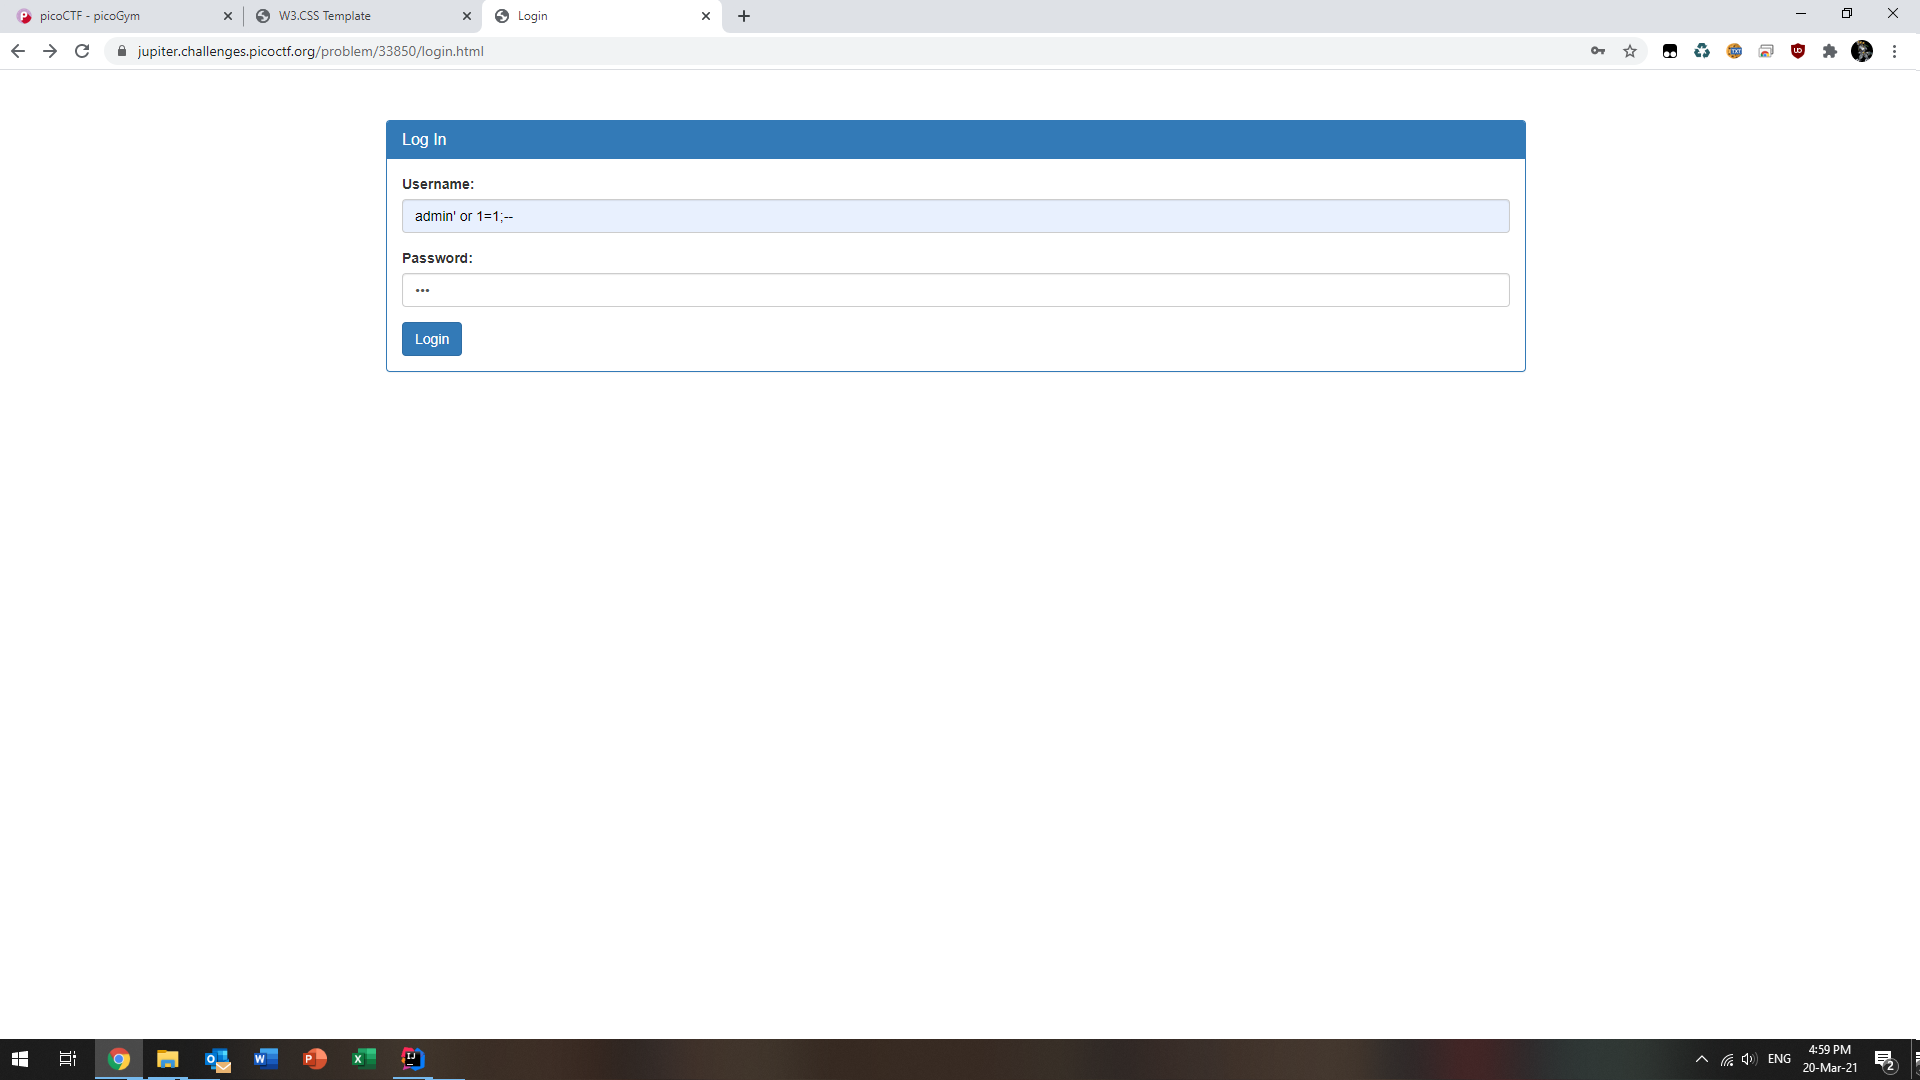 picoCTF - picoGym
W3.CSS Template
Login
jupiter.challenges.picoctf.org/problem/33850/login.html
Log In
Username:
admin' or 1=1;--
Password:
•••
Login
ENG
4:59 PM
20-Mar-21
2